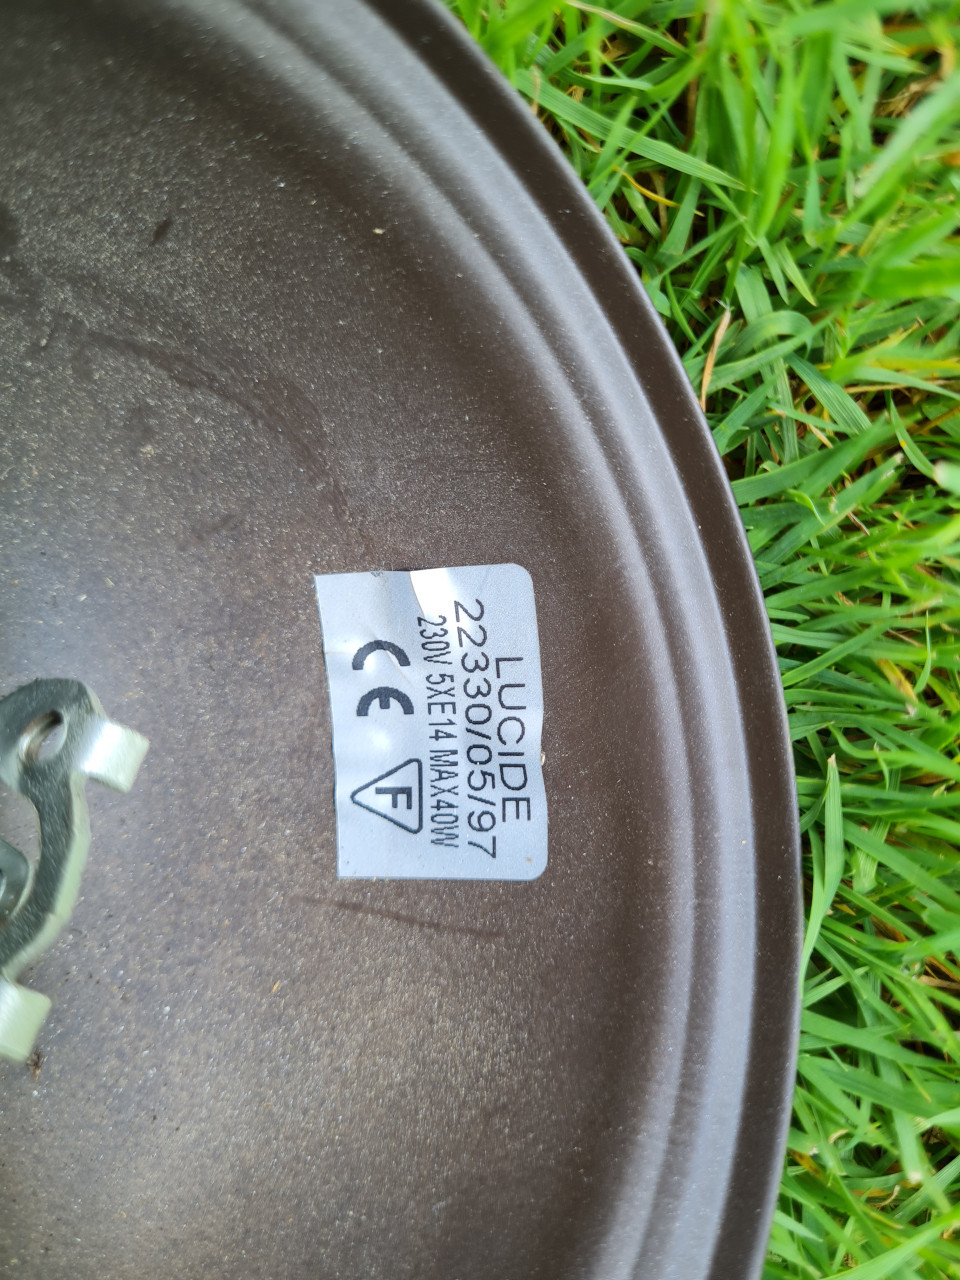 LUCIDE
22330/05/97
230V 5XE14 MAX40W
CE F